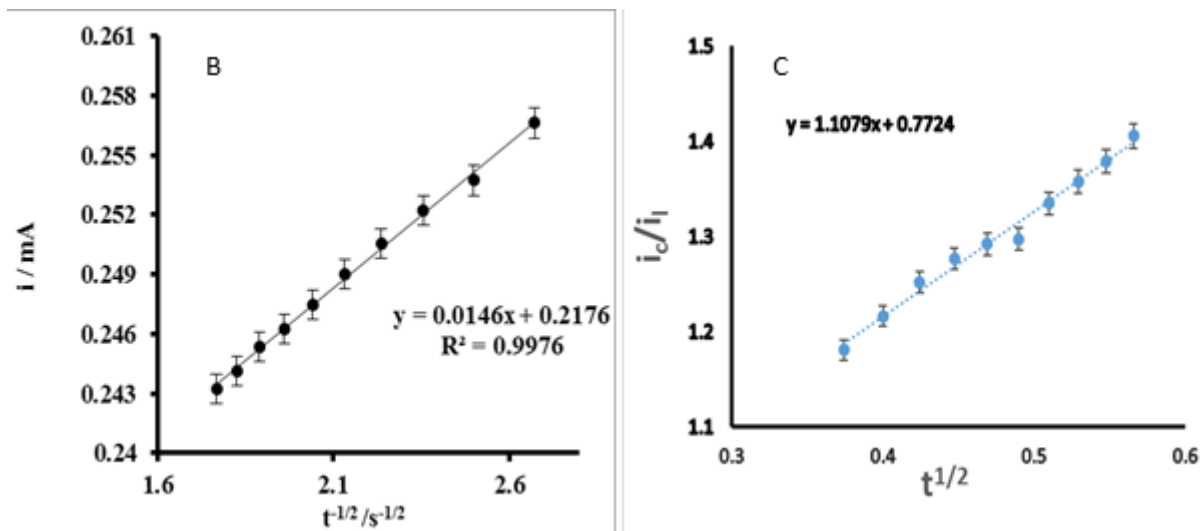 B
i / mA
0.261
0.258
0.255
0.252
0.249
0.246
0.243
0.24
y = 0.0146x + 0.2176
R² = 0.9976
1.6
2.1
2.6
t⁻¹/² /s⁻¹/²
C
i_c/i_l
1.5
1.4
1.3
1.2
1.1
y = 1.1079x + 0.7724
0.3
0.4
0.5
0.6
t¹/²